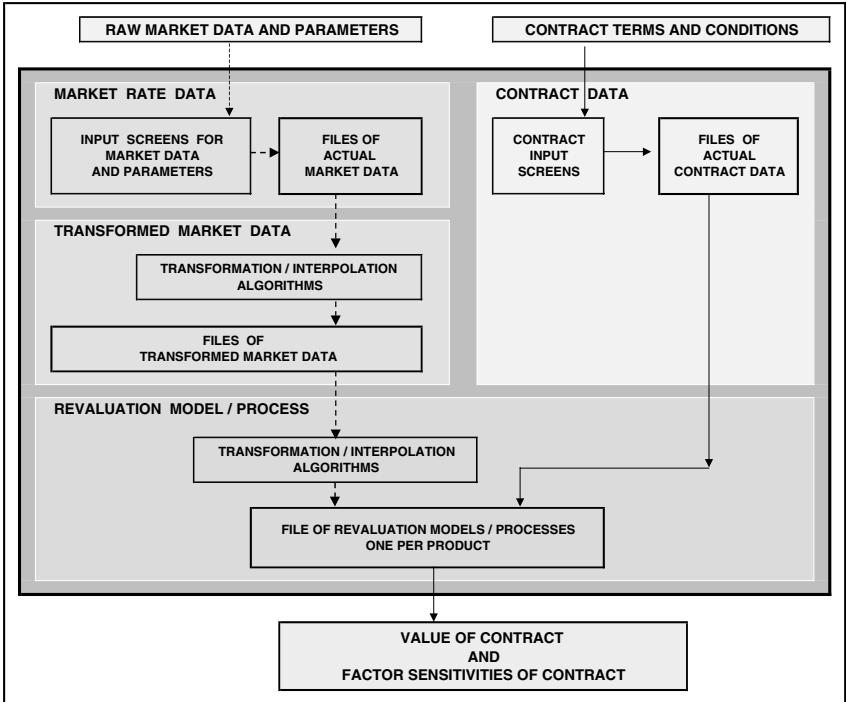 RAW MARKET DATA AND PARAMETERS
CONTRACT TERMS AND CONDITIONS
MARKET RATE DATA
INPUT SCREENS FOR
MARKET DATA
AND PARAMETERS
FILES OF
ACTUAL
MARKET DATA
CONTRACT DATA
CONTRACT
INPUT
SCREENS
FILES OF
ACTUAL
CONTRACT DATA
TRANSFORMED MARKET DATA
TRANSFORMATION / INTERPOLATION
ALGORITHMS
FILES OF
TRANSFORMED MARKET DATA
REVALUATION MODEL / PROCESS
TRANSFORMATION / INTERPOLATION
ALGORITHMS
FILE OF REVALUATION MODELS / PROCESSES
ONE PER PRODUCT
VALUE OF CONTRACT
AND
FACTOR SENSITIVITIES OF CONTRACT